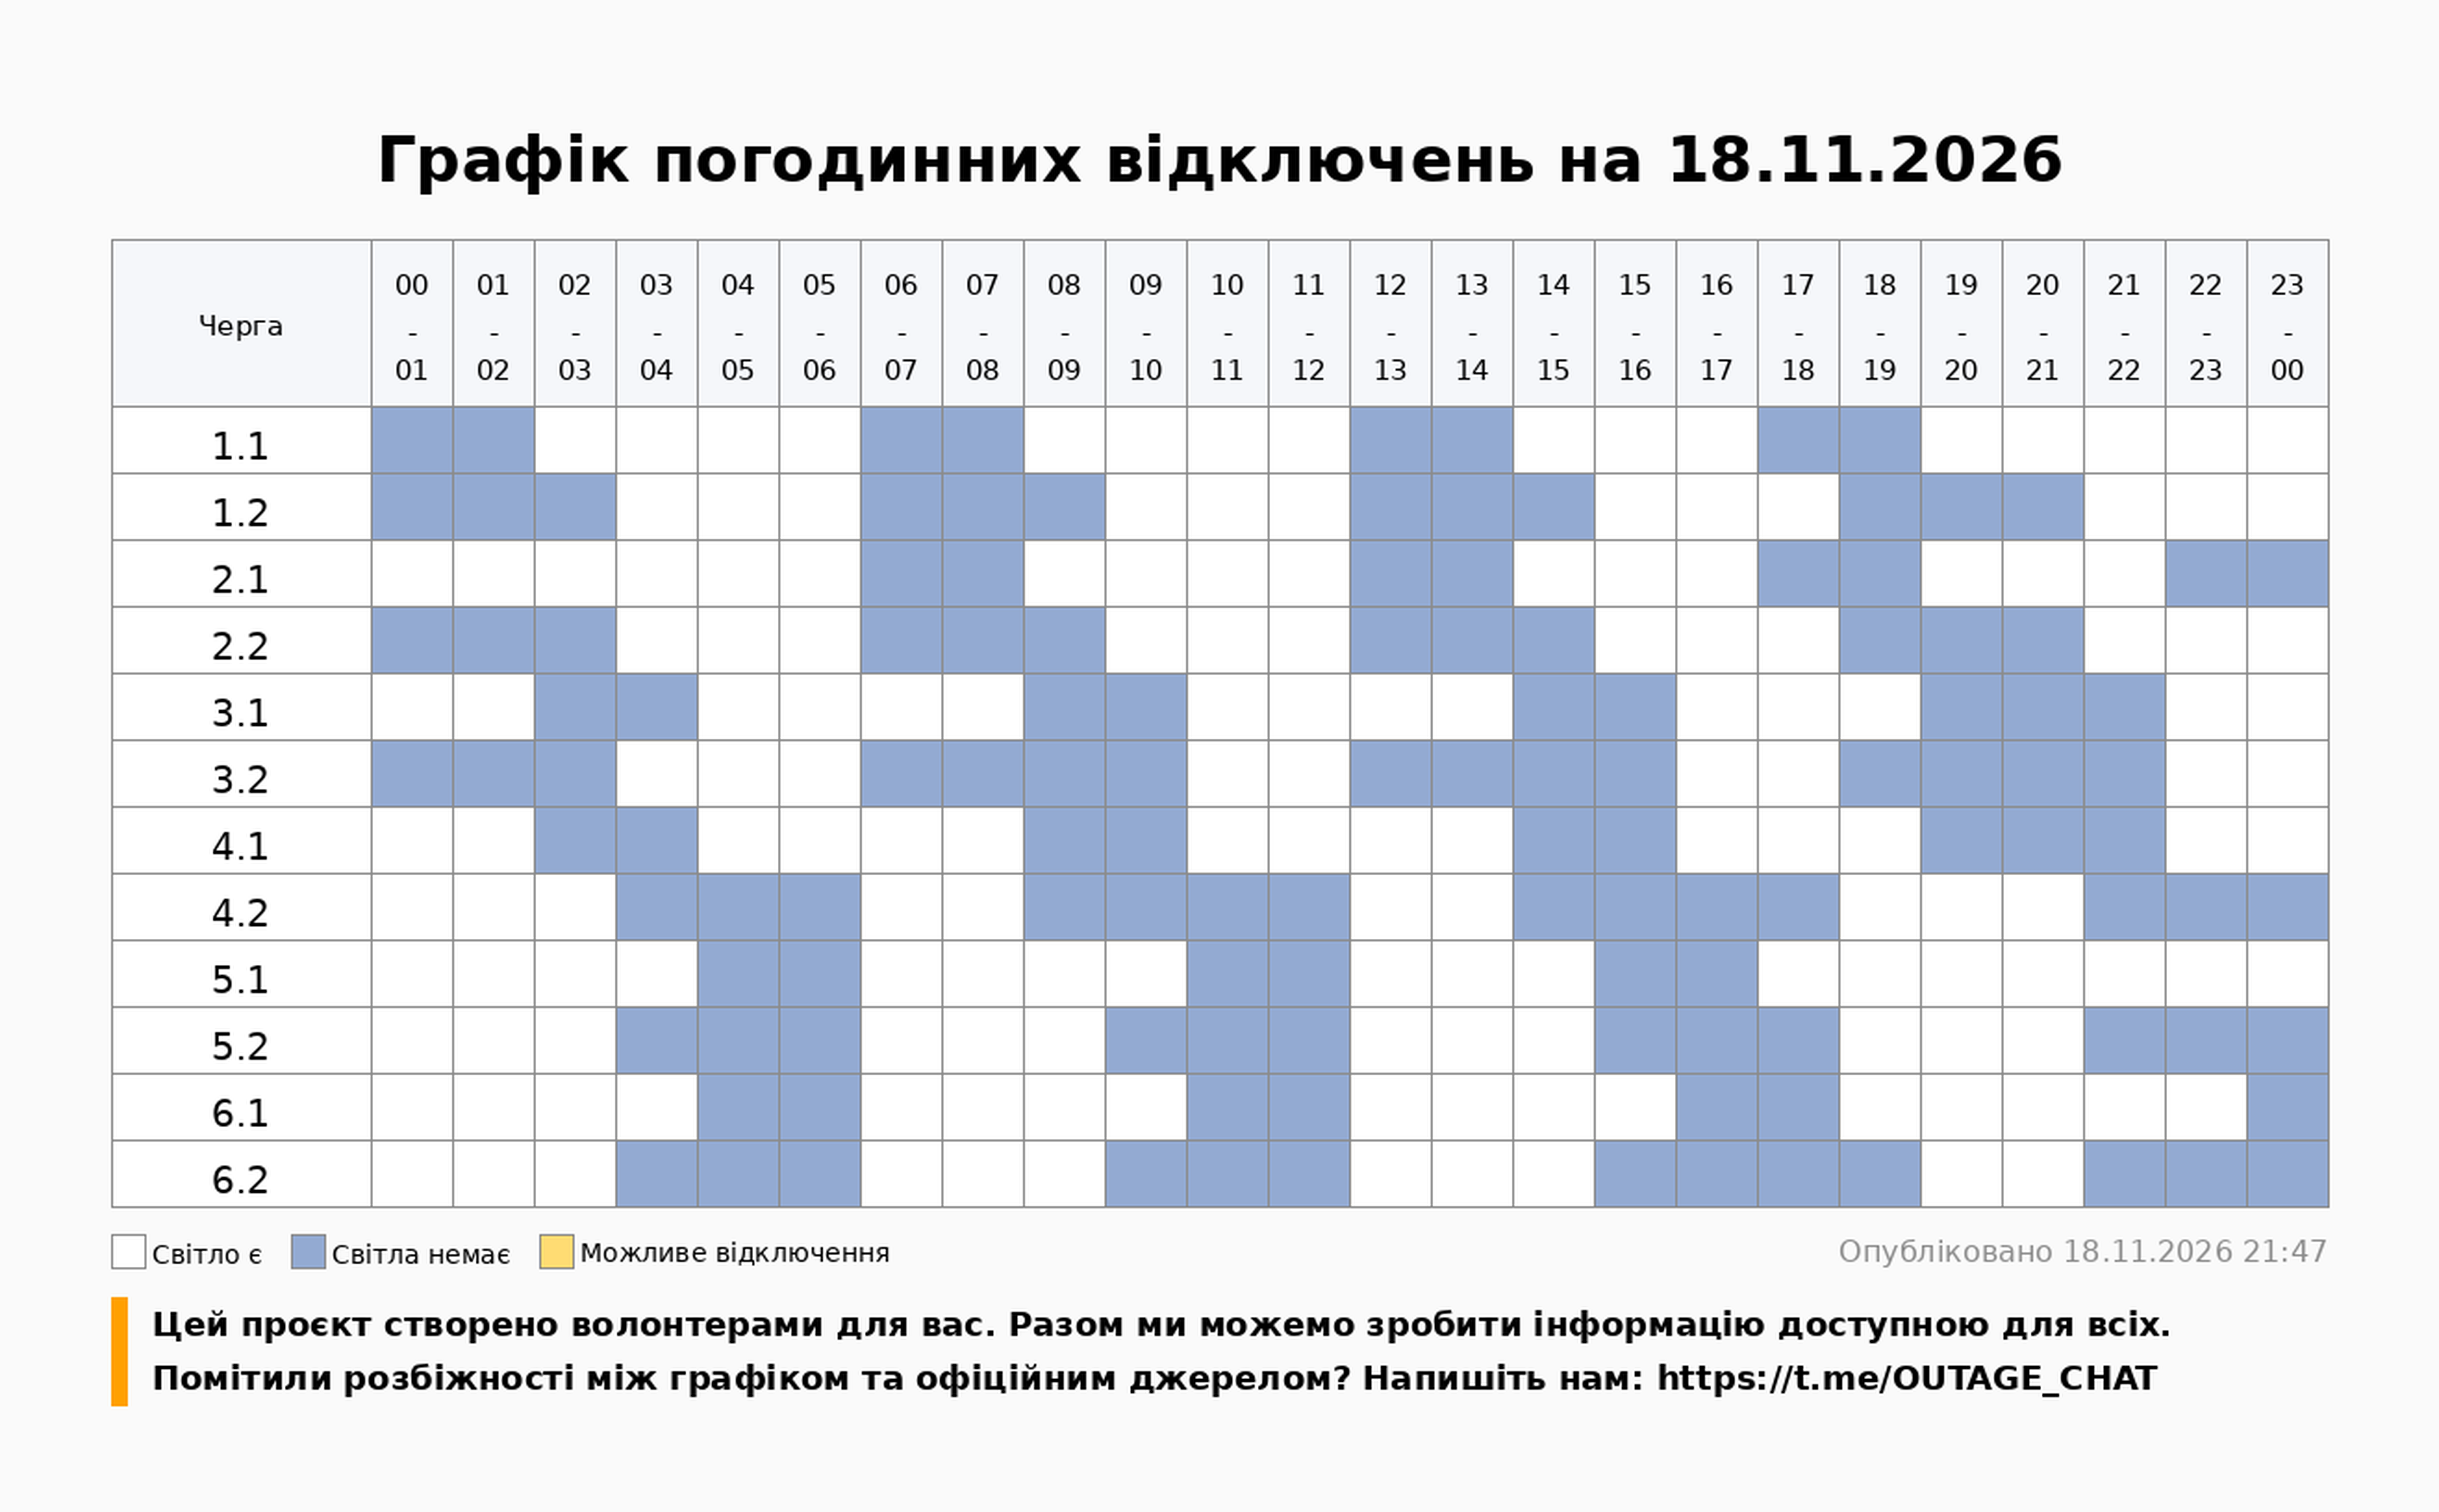 Графік погодинних відключень на 18.11.2026
Черга 00 - 01 01 - 02 02 - 03 03 - 04 04 - 05 05 - 06 06 - 07 07 - 08 08 - 09 09 - 10 10 - 11 11 - 12 12 - 13 13 - 14 14 - 15 15 - 16 16 - 17 17 - 18 18 - 19 19 - 20 20 - 21 21 - 22 22 - 23 23 - 00
1.1
1.2
2.1
2.2
3.1
3.2
4.1
4.2
5.1
5.2
6.1
6.2
Світло є Світла немає Можливе відключення Опубліковано 18.11.2026 21:47
Цей проєкт створено волонтерами для вас. Разом ми можемо зробити інформацію доступною для всіх.
Помітили розбіжності між графіком та офіційним джерелом? Напишіть нам: https://t.me/OUTAGE_CHAT